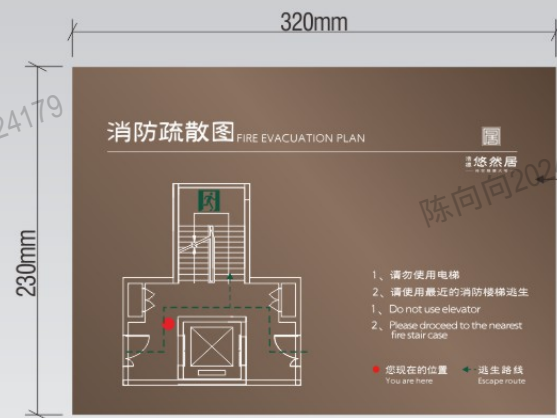 320mm
24179
消防疏散图 FIRE EVACUATION PLAN
悠然居
陈向向202
230mm
1、请勿使用电梯
2、请使用最近的消防楼梯逃生
1、Do not use elevator
2、Please droceed to the nearest
fire stair case
您现在的位置 逃生路线
You are here Escape route